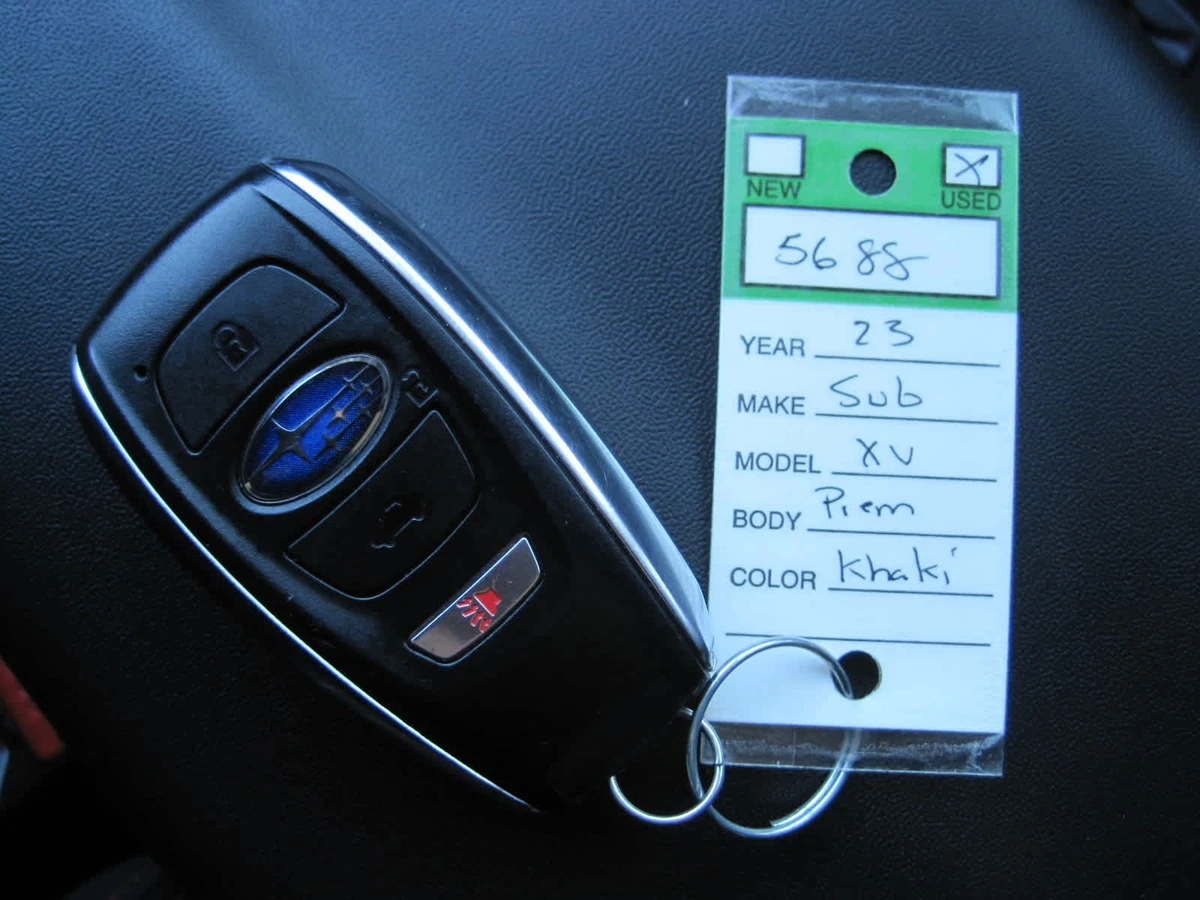 NEW USED
5688
YEAR 23
MAKE Sub
MODEL XV
BODY Prem
COLOR Khaki